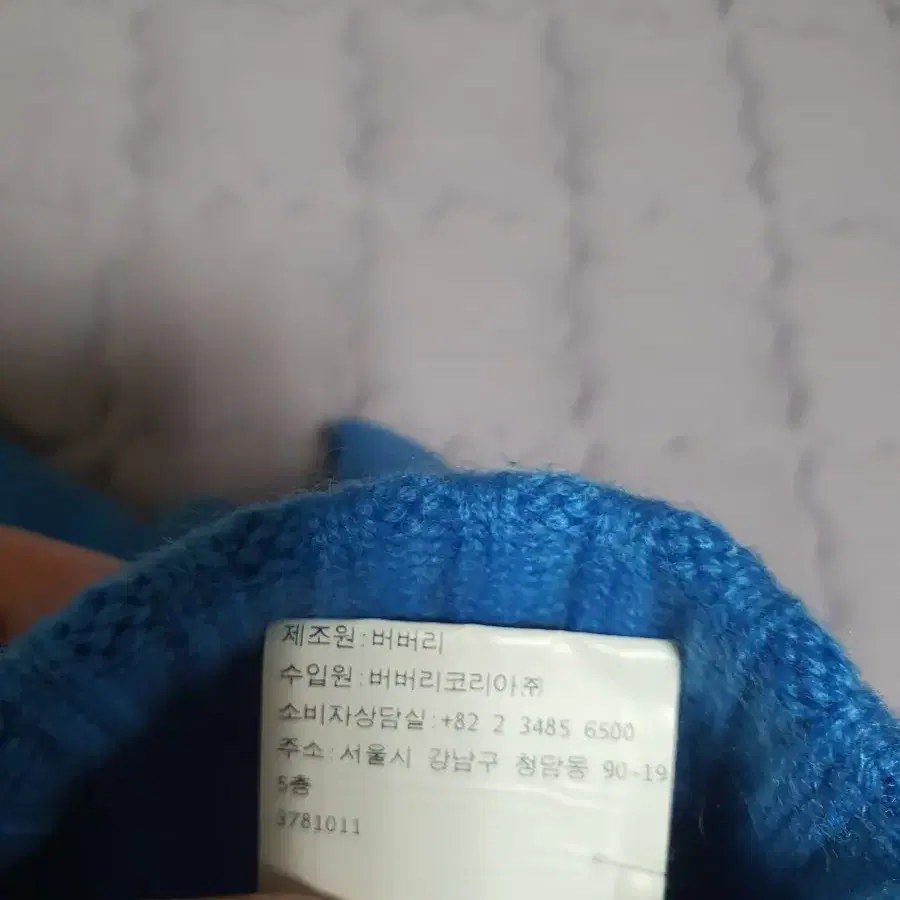 제조원:버버리
수입원:버버리코리아㈜
소비자상담실:+82 2 3485 6500
주소:서울시 강남구 청담동 90-19
5층
3781011